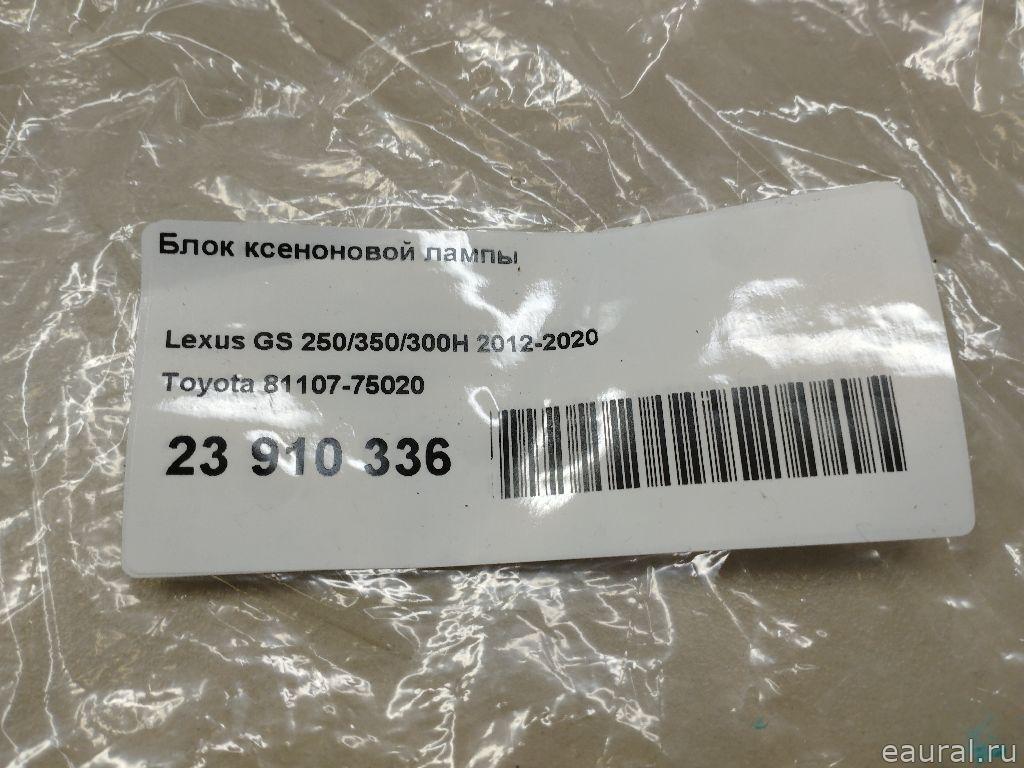 Блок ксеноновой лампы
Lexus GS 250/350/300H 2012-2020
Toyota 81107-75020
23 910 336
eaural.ru